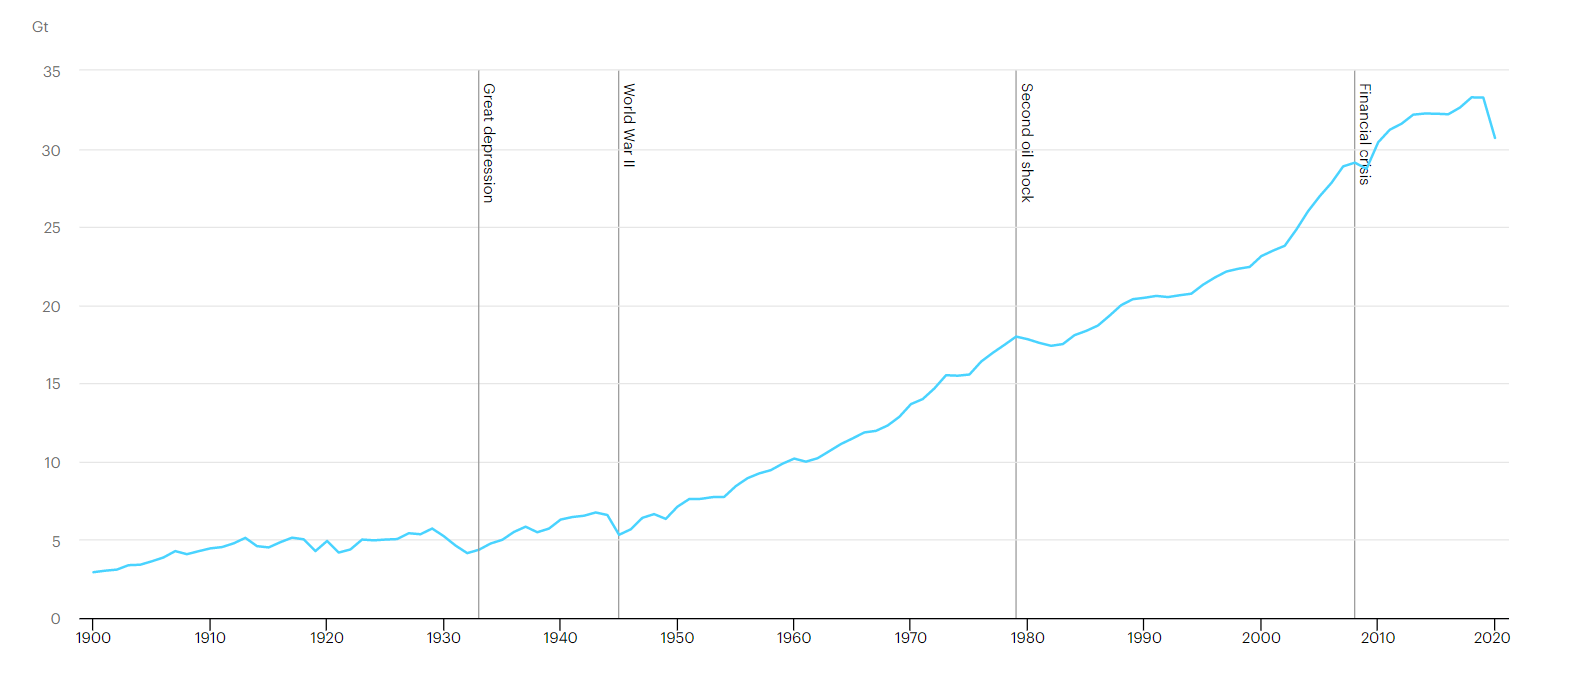 Gt
35
30
25
20
15
10
5
0
Great depression
World War II
Second oil shock
Financial crisis
1900 1910 1920 1930 1940 1950 1960 1970 1980 1990 2000 2010 2020